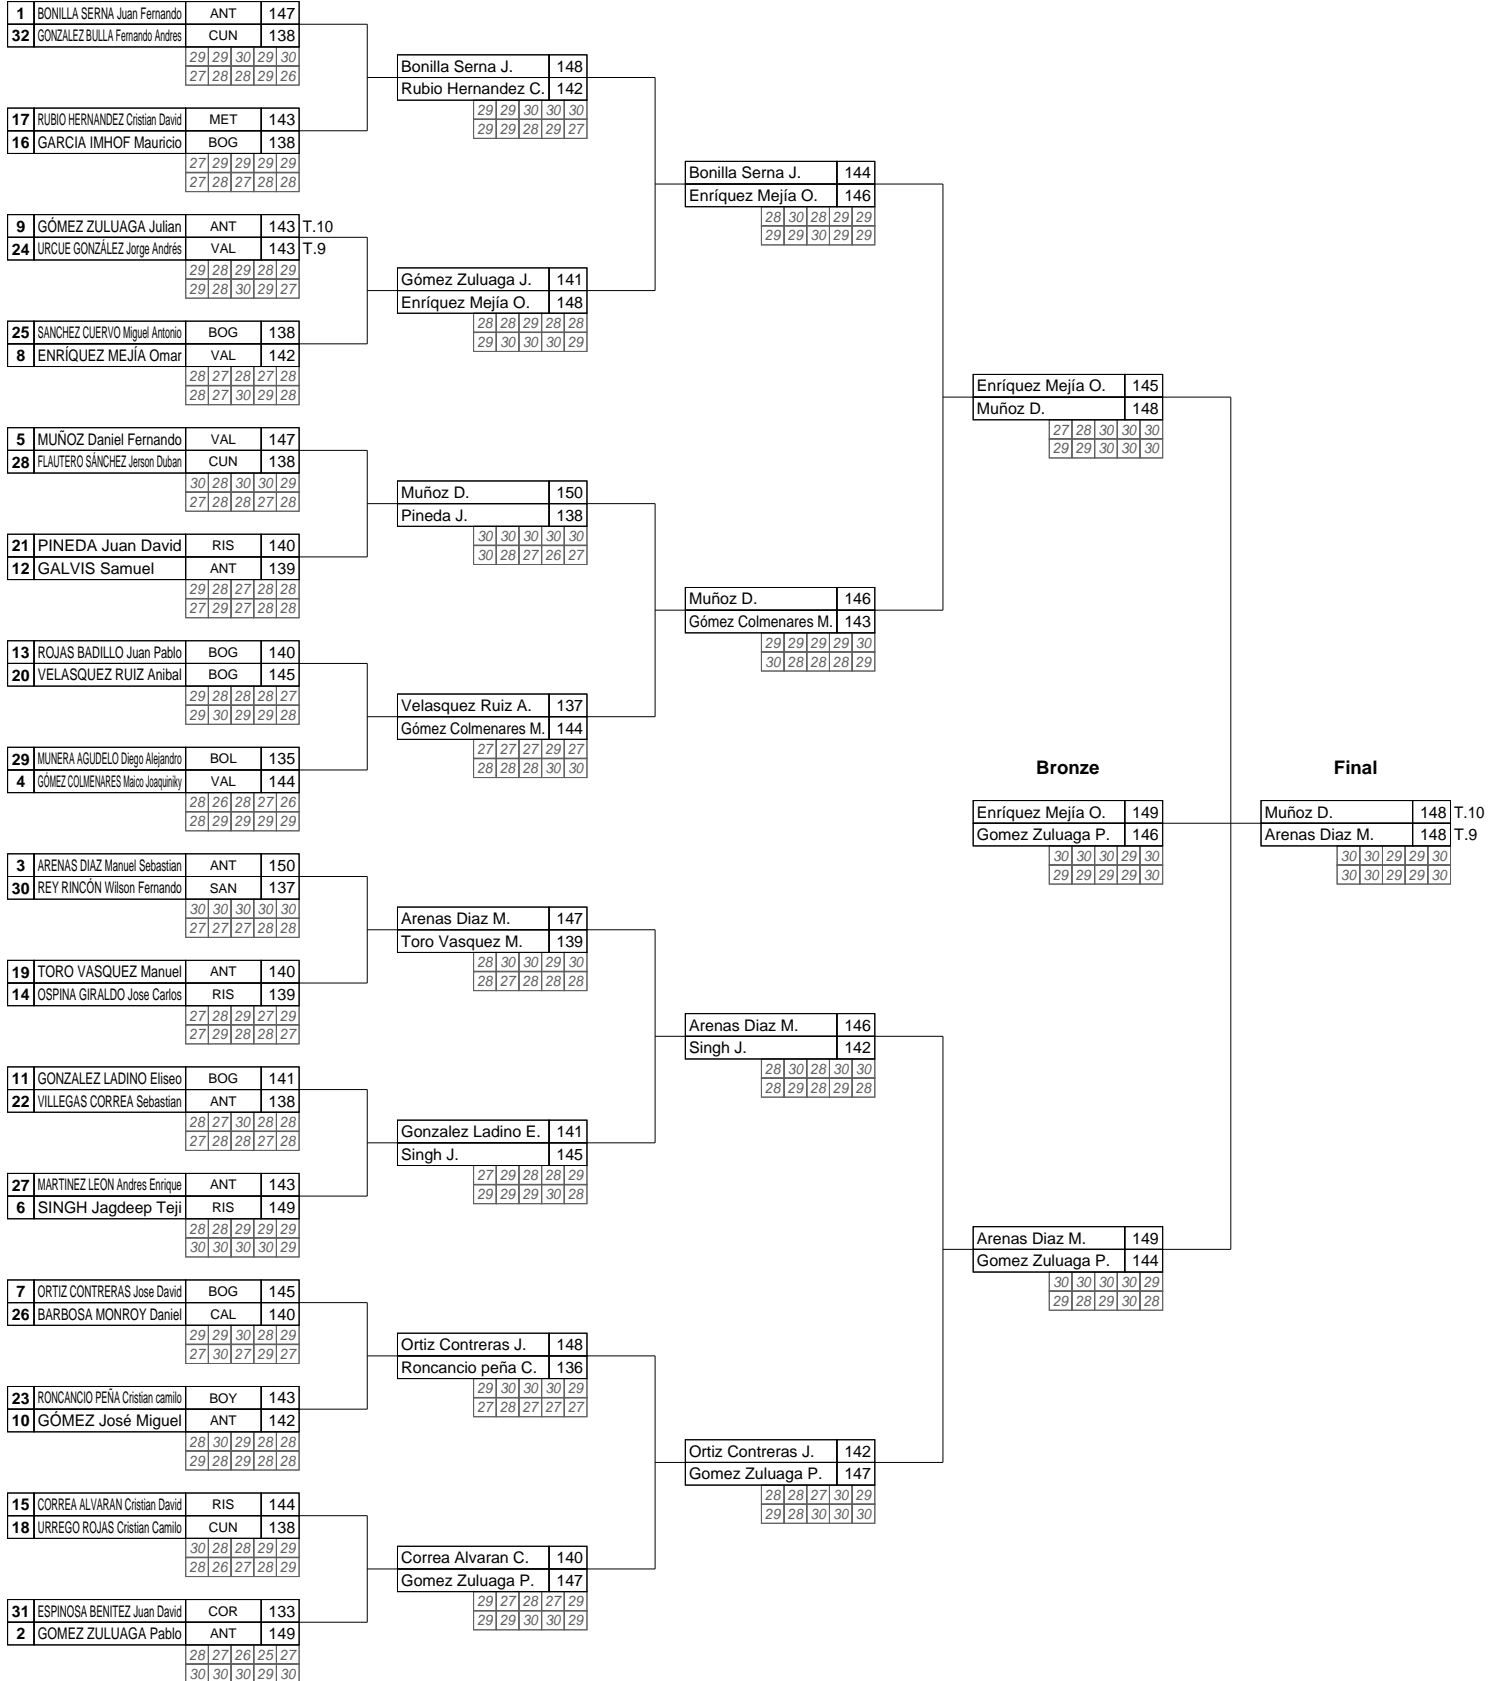 1 BONILLA SERNA Juan Fernando ANT 147
32 GONZALEZ BULLA Fernando Andres CUN 138
29 29 30 29 30
27 28 28 29 26
17 RUBIO HERNANDEZ Cristian David MET 143
16 GARCIA IMHOF Mauricio BOG 138
27 29 29 29 29
27 28 27 28 28
9 GÓMEZ ZULUAGA Julian ANT 143 T.10
24 URCUE GONZÁLEZ Jorge Andrés VAL 143 T.9
29 28 29 28 29
29 28 30 29 27
25 SANCHEZ CUERVO Miguel Antonio BOG 138
8 ENRÍQUEZ MEJÍA Omar VAL 142
28 27 28 27 28
28 27 30 29 28
5 MUÑOZ Daniel Fernando VAL 147
28 FLAUTERO SÁNCHEZ Jerson Duban CUN 138
30 28 30 30 29
27 28 28 27 28
21 PINEDA Juan David RIS 140
12 GALVIS Samuel ANT 139
29 28 27 28 28
27 29 27 28 28
13 ROJAS BADILLO Juan Pablo BOG 140
20 VELASQUEZ RUIZ Anibal BOG 145
29 28 28 28 27
29 30 29 29 28
29 MUNERA AGUDELO Diego Alejandro BOL 135
4 GÓMEZ COLMENARES Maico Joaquiniky VAL 144
28 26 28 27 26
28 29 29 29 29
3 ARENAS DIAZ Manuel Sebastian ANT 150
30 REY RINCÓN Wilson Fernando SAN 137
30 30 30 30 30
27 27 27 28 28
19 TORO VASQUEZ Manuel ANT 140
14 OSPINA GIRALDO Jose Carlos RIS 139
27 28 29 27 29
27 29 28 28 27
11 GONZALEZ LADINO Eliseo BOG 141
22 VILLEGAS CORREA Sebastian ANT 138
28 27 30 28 28
27 28 28 27 28
27 MARTINEZ LEON Andres Enrique ANT 143
6 SINGH Jagdeep Teji RIS 149
28 28 29 29 29
30 30 30 30 29
7 ORTIZ CONTRERAS Jose David BOG 145
26 BARBOSA MONROY Daniel CAL 140
29 29 30 28 29
27 30 27 29 27
23 RONCANCIO PEÑA Cristian camilo BOY 143
10 GÓMEZ José Miguel ANT 142
28 30 29 28 28
29 28 29 28 28
15 CORREA ALVARAN Cristian David RIS 144
18 URREGO ROJAS Cristian Camilo CUN 138
30 28 28 29 29
28 26 27 28 29
31 ESPINOSA BENITEZ Juan David COR 133
2 GOMEZ ZULUAGA Pablo ANT 149
28 27 26 25 27
30 30 30 29 30
Bonilla Serna J. 148
Rubio Hernandez C. 142
29 29 30 30 30
29 29 28 29 27
Gómez Zuluaga J. 141
Enríquez Mejía O. 148
28 28 29 28 28
29 30 30 30 29
Muñoz D. 150
Pineda J. 138
30 30 30 30 30
30 28 27 26 27
Velasquez Ruiz A. 137
Gómez Colmenares M. 144
27 27 27 29 27
28 28 28 30 30
Arenas Diaz M. 147
Toro Vasquez M. 139
28 30 30 29 30
28 27 28 28 28
Gonzalez Ladino E. 141
Singh J. 145
27 29 28 28 29
29 29 29 30 28
Ortiz Contreras J. 148
Roncancio peña C. 136
29 30 30 30 29
27 28 27 27 27
Correa Alvaran C. 140
Gomez Zuluaga P. 147
29 27 28 27 29
29 29 30 30 29
Bonilla Serna J. 144
Enríquez Mejía O. 146
28 30 28 29 29
29 29 30 29 29
Muñoz D. 146
Gómez Colmenares M. 143
29 29 29 29 30
30 28 28 28 29
Arenas Diaz M. 146
Singh J. 142
28 30 28 30 30
28 29 28 29 28
Ortiz Contreras J. 142
Gomez Zuluaga P. 147
28 28 27 30 29
29 28 30 30 30
Enríquez Mejía O. 145
Muñoz D. 148
27 28 30 30 30
29 29 30 30 30
Arenas Diaz M. 149
Gomez Zuluaga P. 144
30 30 30 30 29
29 28 29 30 28
Bronze
Enríquez Mejía O. 149
Gomez Zuluaga P. 146
30 30 30 29 30
29 29 29 29 30
Final
Muñoz D. 148 T.10
Arenas Diaz M. 148 T.9
30 30 29 29 30
30 30 29 29 30